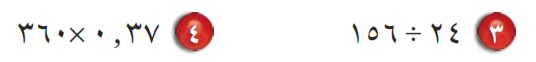 ٣ ١٥٦ ÷ ٢٤
٤ ٣٦٠ × ٠,٣٧